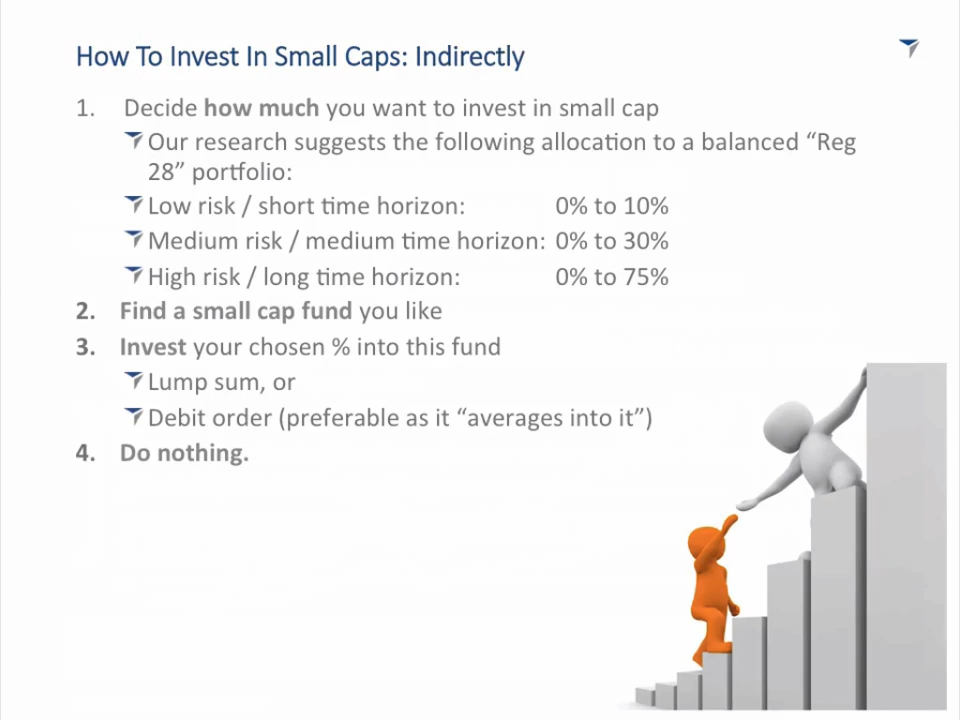 How To Invest In Small Caps: Indirectly
1. Decide how much you want to invest in small cap
Our research suggests the following allocation to a balanced “Reg
28” portfolio:
Low risk / short time horizon: 0% to 10%
Medium risk / medium time horizon: 0% to 30%
High risk / long time horizon: 0% to 75%
2. Find a small cap fund you like
3. Invest your chosen % into this fund
Lump sum, or
Debit order (preferable as it “averages into it”)
4. Do nothing.